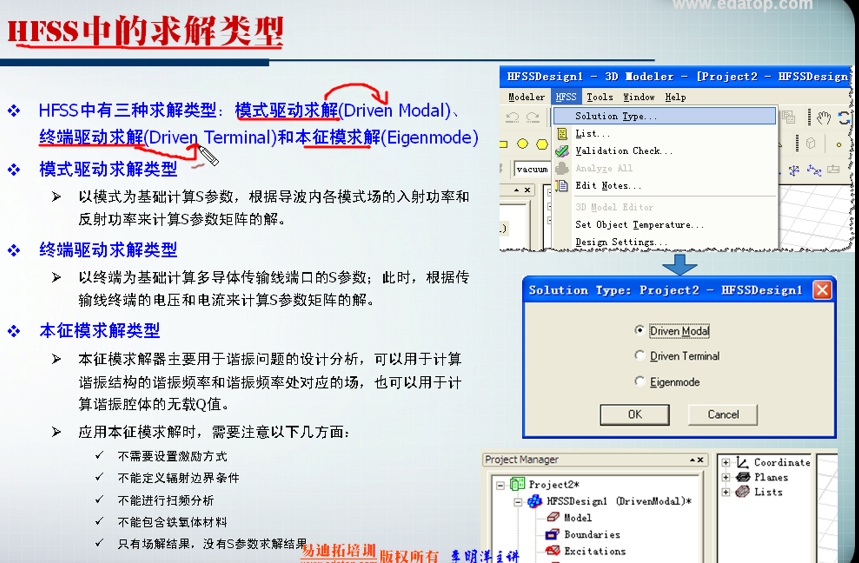 www.edatop.com
HFSS中的求解类型
HFSS中有三种求解类型：模式驱动求解(Driven Modal)、
终端驱动求解(Driven Terminal)和本征模求解(Eigenmode)
模式驱动求解类型
以模式为基础计算S参数，根据导波内各模式场的入射功率和
反射功率来计算S参数矩阵的解。
终端驱动求解类型
以终端为基础计算多导体传输线端口的S参数；此时，根据传
输线终端的电压和电流来计算S参数矩阵的解。
本征模求解类型
本征模求解器主要用于谐振问题的设计分析，可以用于计算
谐振结构的谐振频率和谐振频率处对应的场，也可以用于计
算谐振腔体的无载Q值。
应用本征模求解时，需要注意以下几方面：
不需要设置激励方式
不能定义辐射边界条件
不能进行扫频分析
不能包含铁氧体材料
只有场解结果，没有S参数求解结果
HFSSDesign1 - 3D Modeler - [Project2 - HFSSDesign
Modeler HFSS Tools Window Help
Solution Type...
List...
Validation Check...
vacuum
Analyze All
Edit Notes...
3D Model Editor
Set Object Temperature...
Design Settings...
Solution Type: Project2 - HFSSDesign1
Driven Modal
Driven Terminal
Eigenmode
OK Cancel
Project Manager
Project2*
HFSSDesign1 (DrivenModal)*
Model
Boundaries
Excitations
Coordinate
Planes
Lists
易迪拓培训 版权所有 李明洋主讲